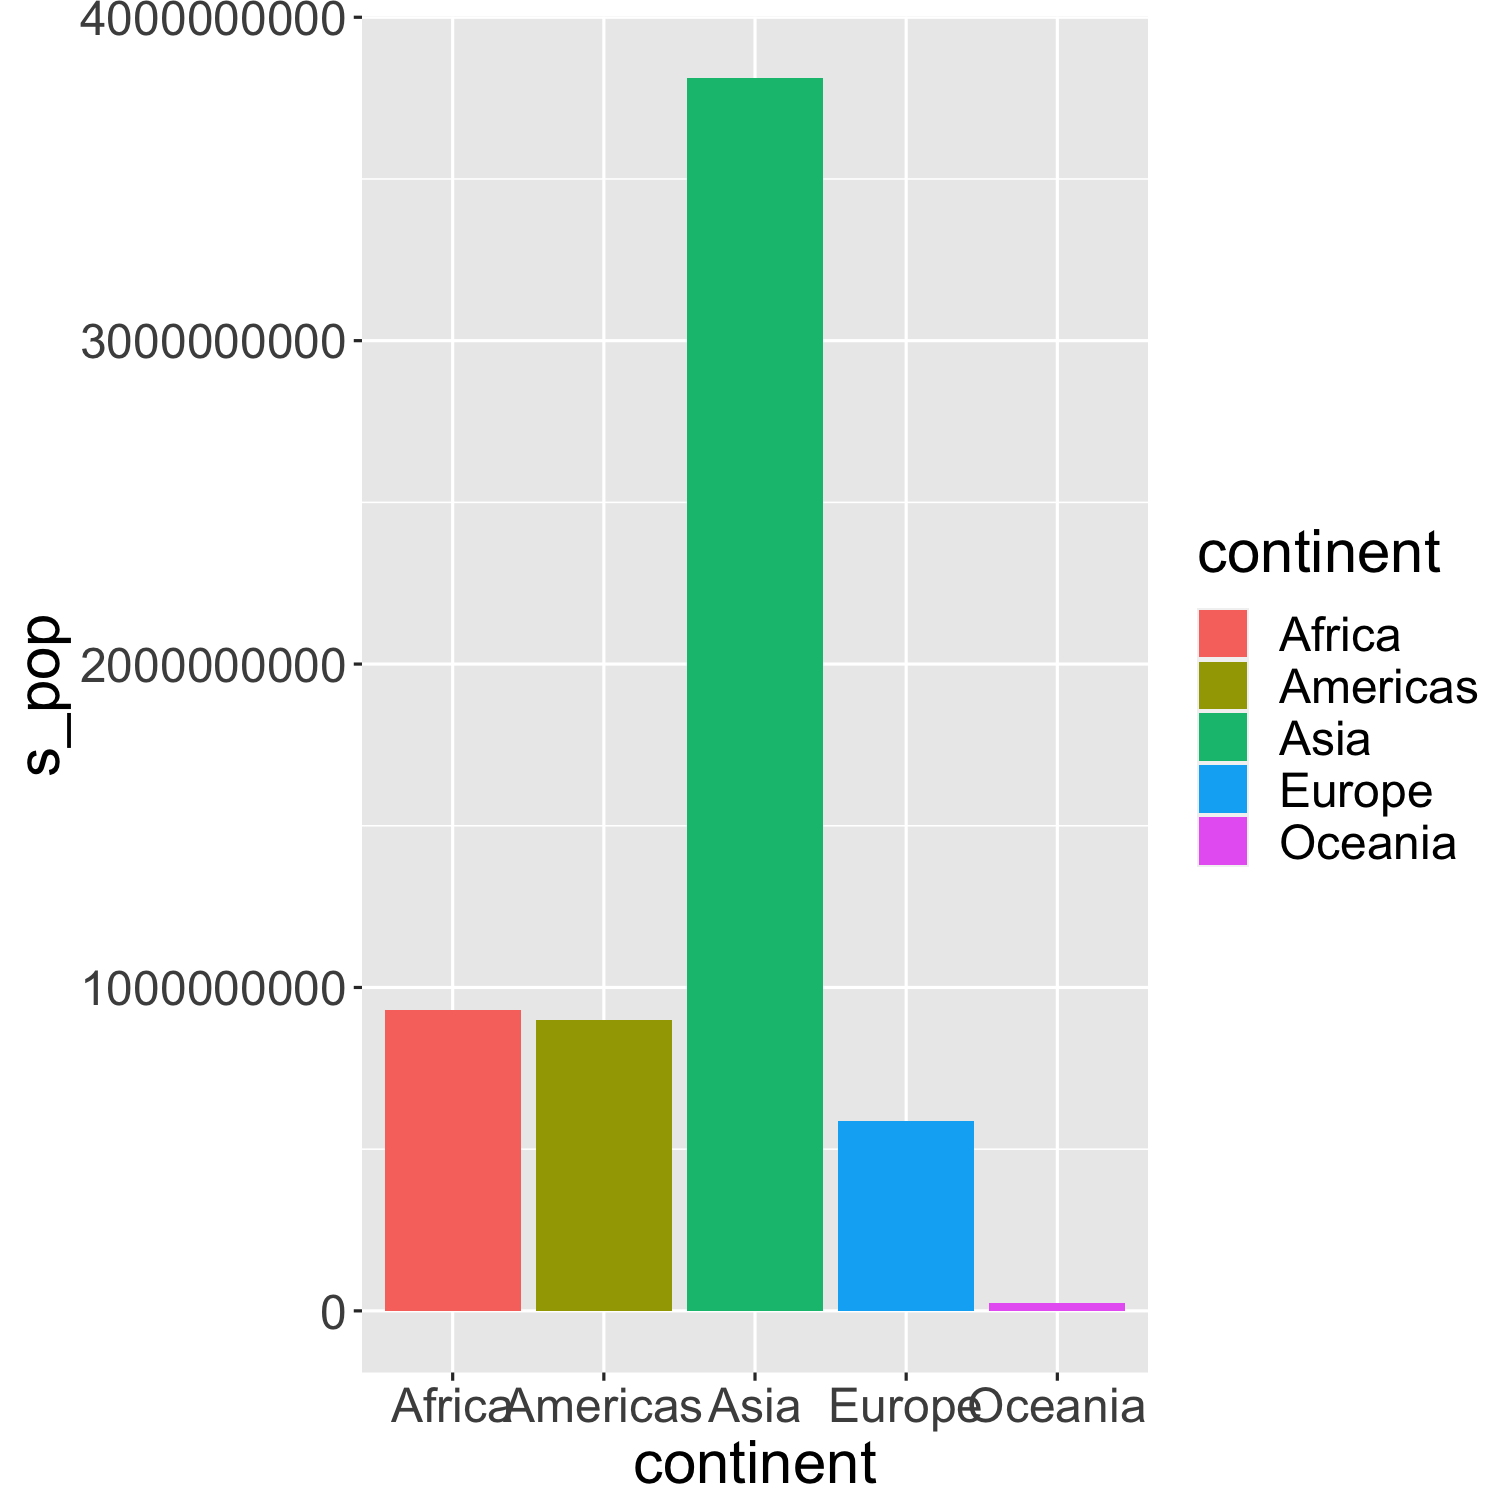 4000000000
3000000000
2000000000
1000000000
0
s_pop
Africa
Americas
Asia
Europe
Oceania
continent
continent
Africa
Americas
Asia
Europe
Oceania